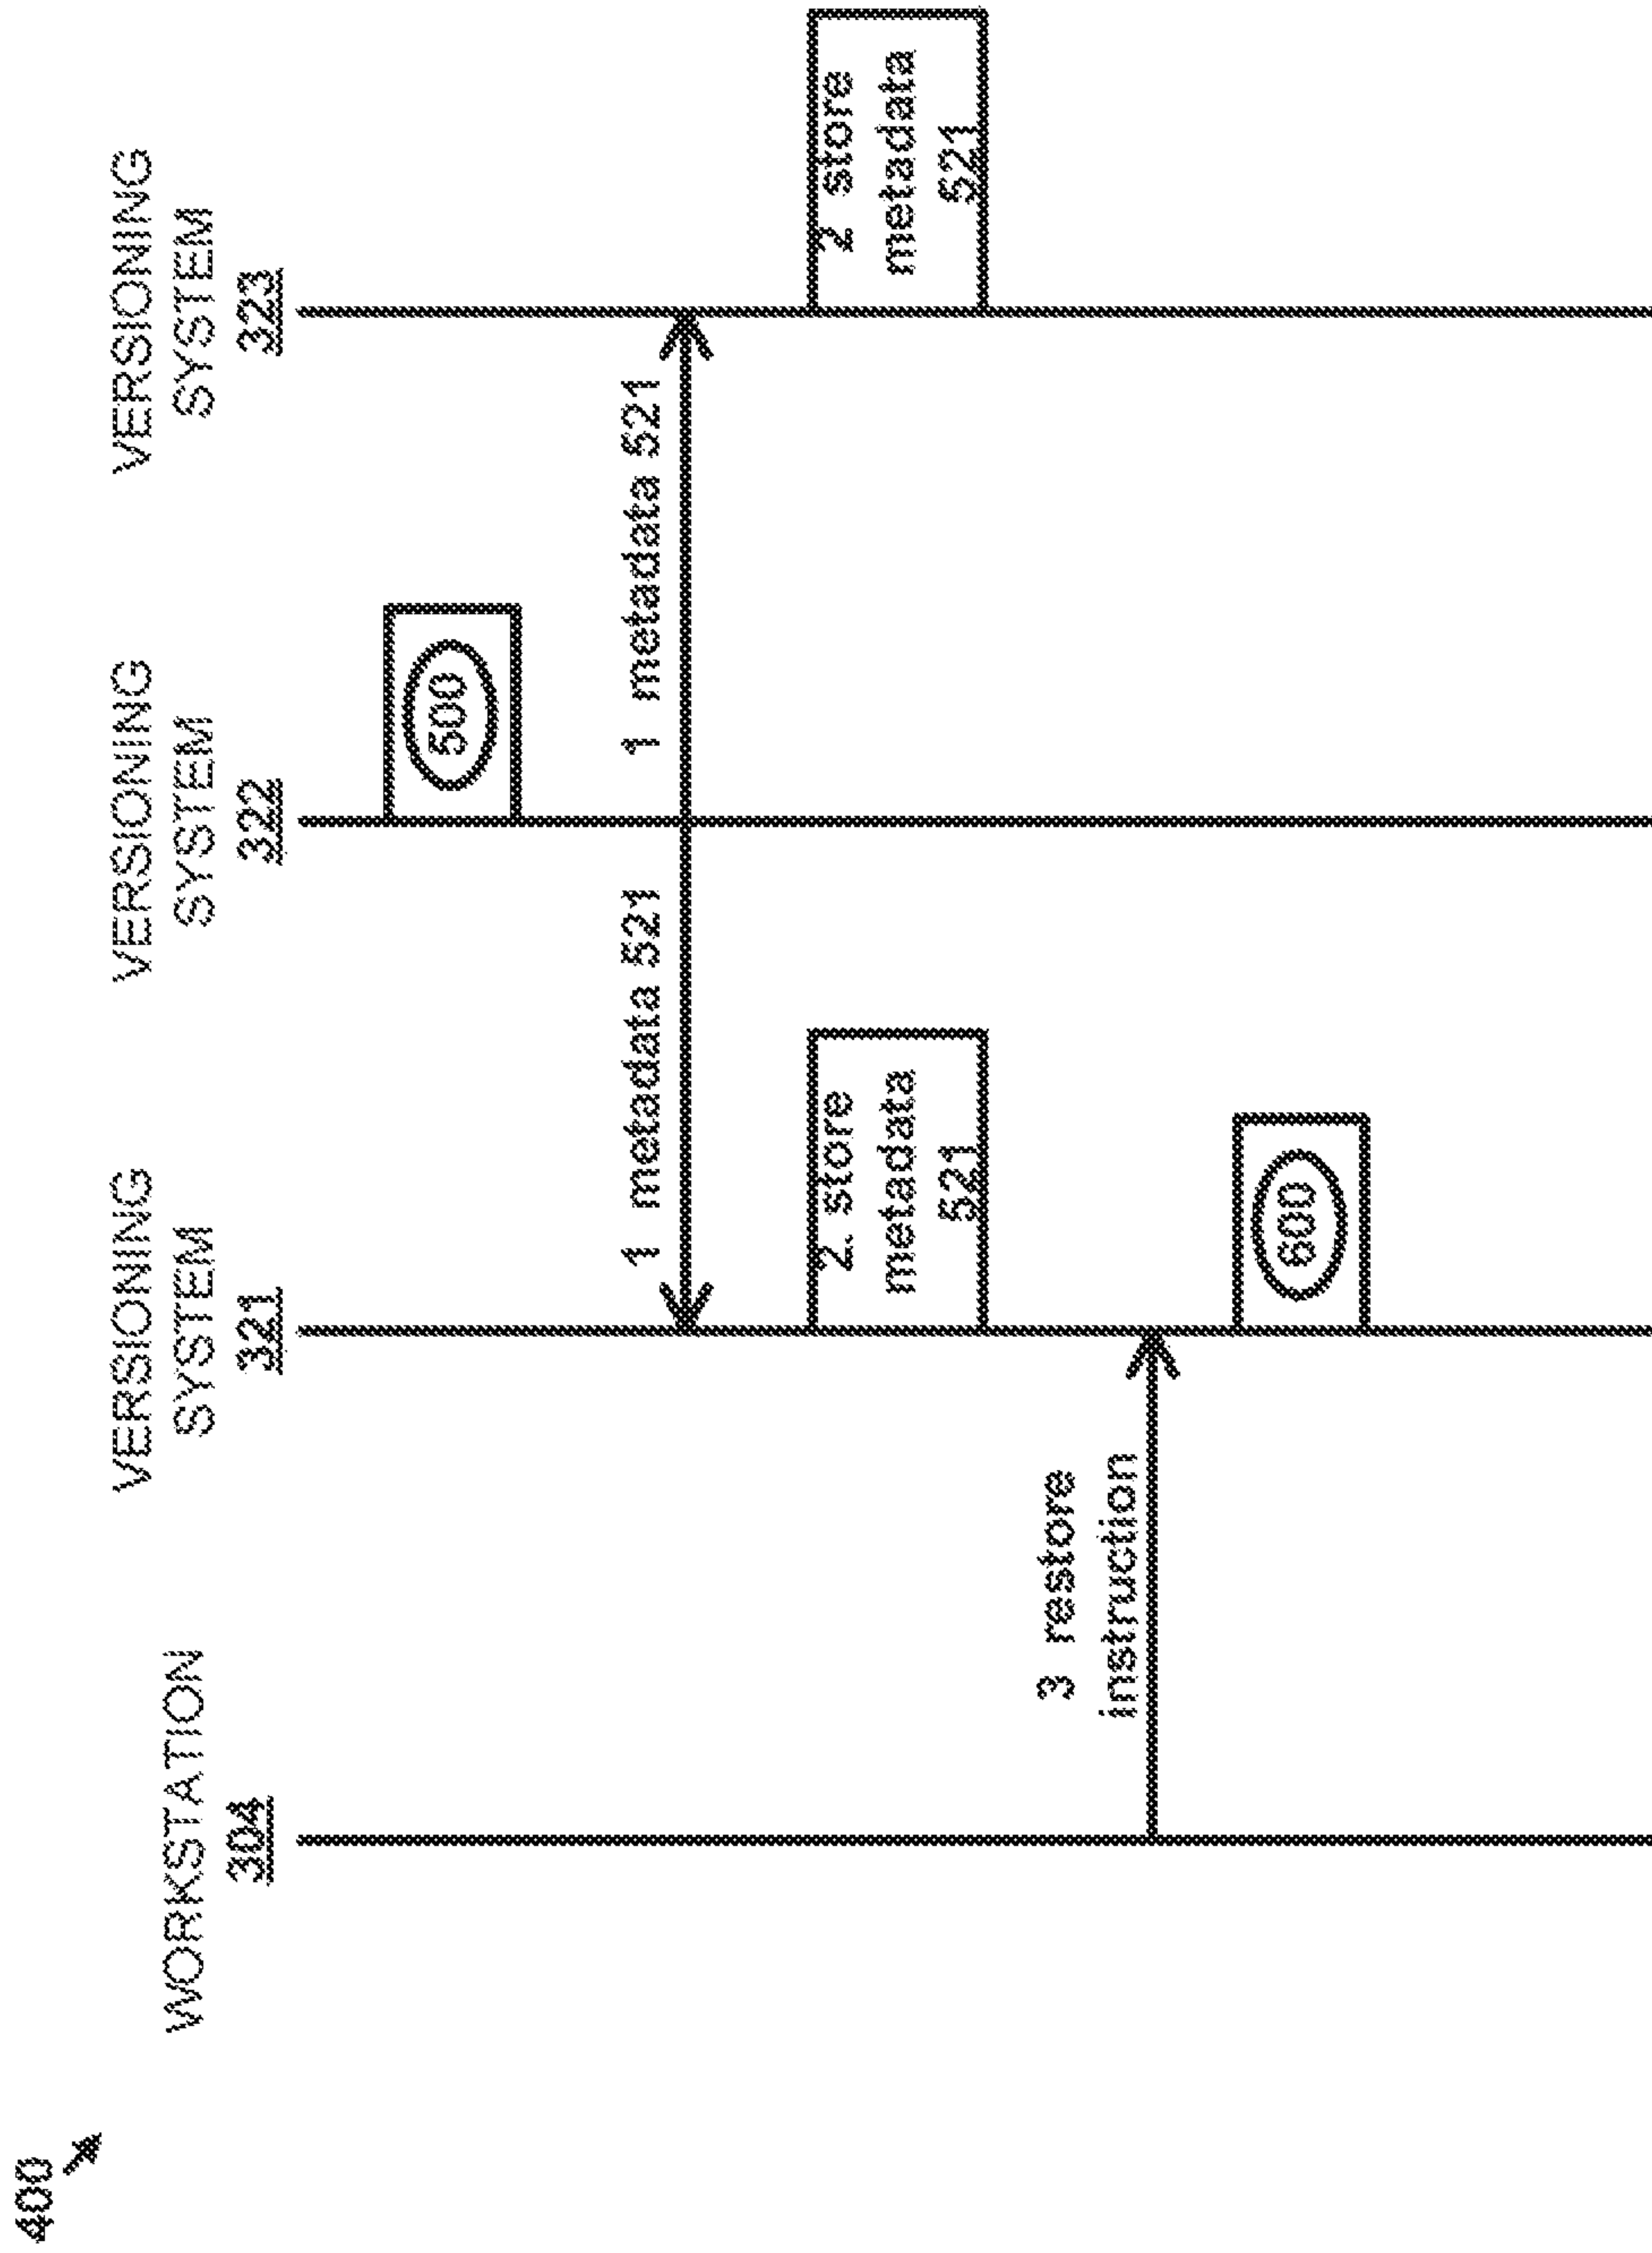 400
WORKSTATION
304
VERSIONING
SYSTEM
321
VERSIONING
SYSTEM
322
VERSIONING
SYSTEM
323
500
1 metadata 521
1 metadata 521
2. store
metadata
521
2 store
metadata
521
3 restore
instruction
600